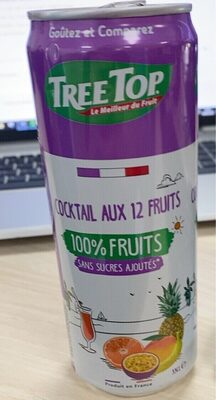 Goûtez et Comparez
TREE TOP.
Le Meilleur du Fruit
COCKTAIL AUX 12 FRUITS
100% FRUITS
SANS SUCRES AJOUTÉS*
Produit en France
33cl e